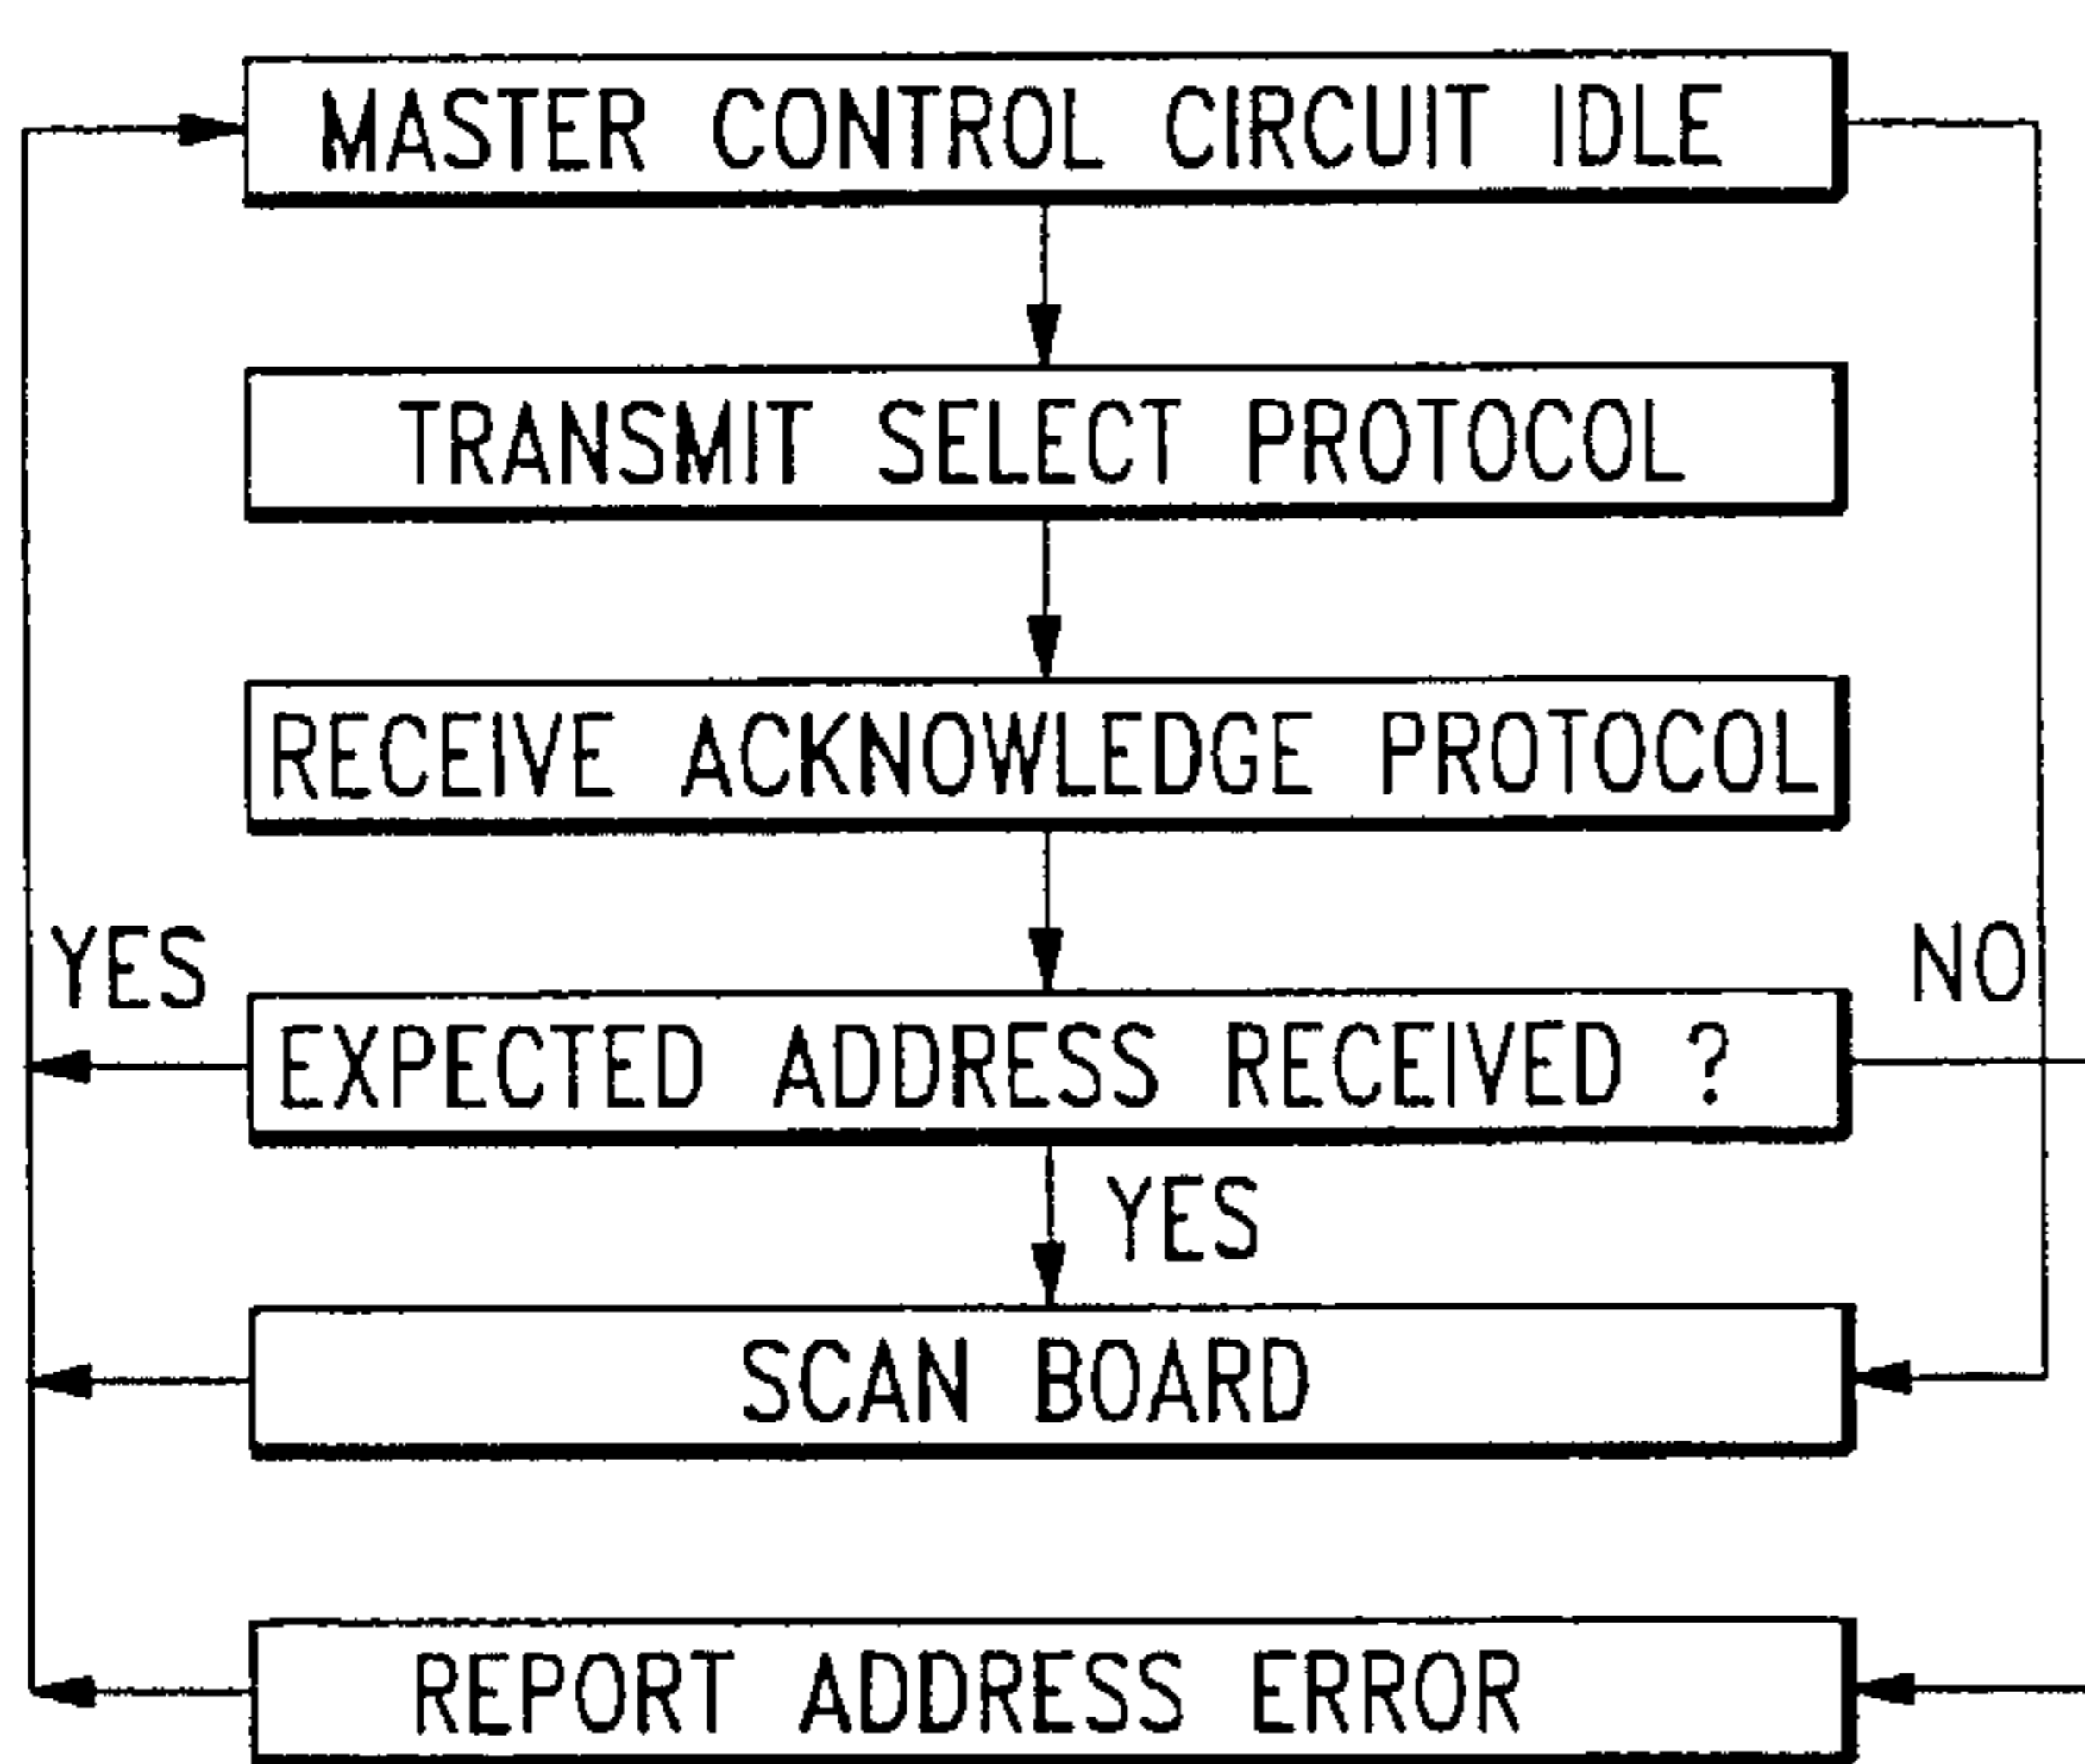 MASTER CONTROL CIRCUIT IDLE
TRANSMIT SELECT PROTOCOL
RECEIVE ACKNOWLEDGE PROTOCOL
YES
NO
EXPECTED ADDRESS RECEIVED ?
YES
SCAN BOARD
REPORT ADDRESS ERROR